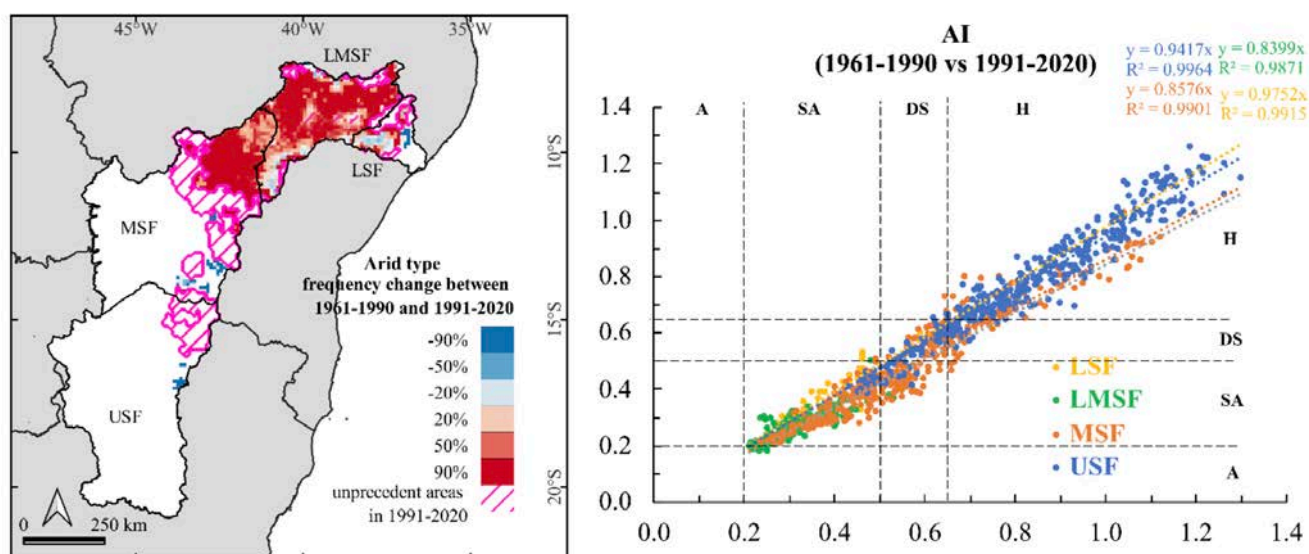 45°W 40°W 35°W
LMSF
10°S
LSF
MSF
Arid type
frequency change between
1961-1990 and 1991-2020
-90%
15°S
-50%
-20%
USF
20%
50%
90%
unprecedent areas
in 1991-2020
20°S
0 250 km
AI
(1961-1990 vs 1991-2020)
y = 0.9417x y = 0.8399x
R² = 0.9964 R² = 0.9871
y = 0.8576x y = 0.9752x
R² = 0.9901 R² = 0.9915
A SA DS H
1.4
1.2
1.0
0.8
0.6
0.4
0.2
0.0
H
DS
SA
A
LSF
LMSF
MSF
USF
0.0 0.2 0.4 0.6 0.8 1.0 1.2 1.4